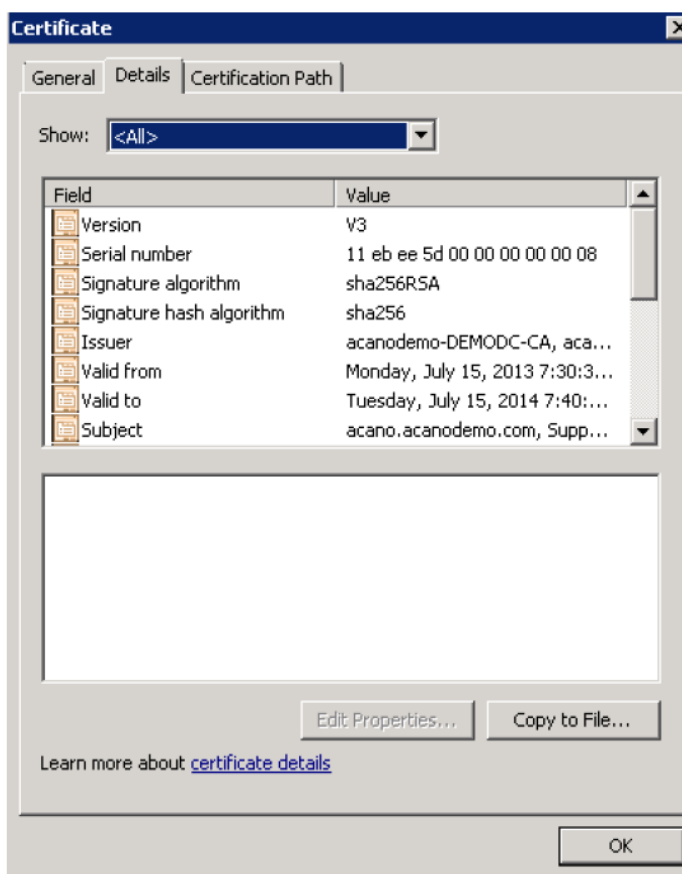 Certificate
General Details Certification Path
Show: <All>
Field Value
Version V3
Serial number 11 eb ee 5d 00 00 00 00 00 08
Signature algorithm sha256RSA
Signature hash algorithm sha256
Issuer acanodemo-DEMODC-CA, aca...
Valid from Monday, July 15, 2013 7:30:3...
Valid to Tuesday, July 15, 2014 7:40:...
Subject acano.acanodemo.com, Supp...
Edit Properties... Copy to File...
Learn more about certificate details
OK